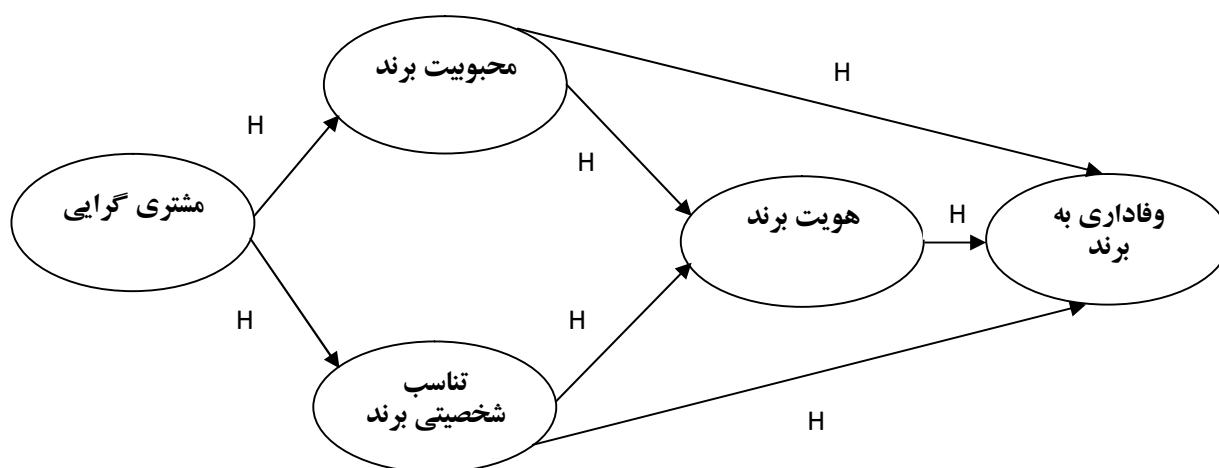 محبوبیت برند
H
H
H
مشتری گرایی
هویت برند
H
وفاداری به
برند
H
H
تناسب
شخصیتی برند
H